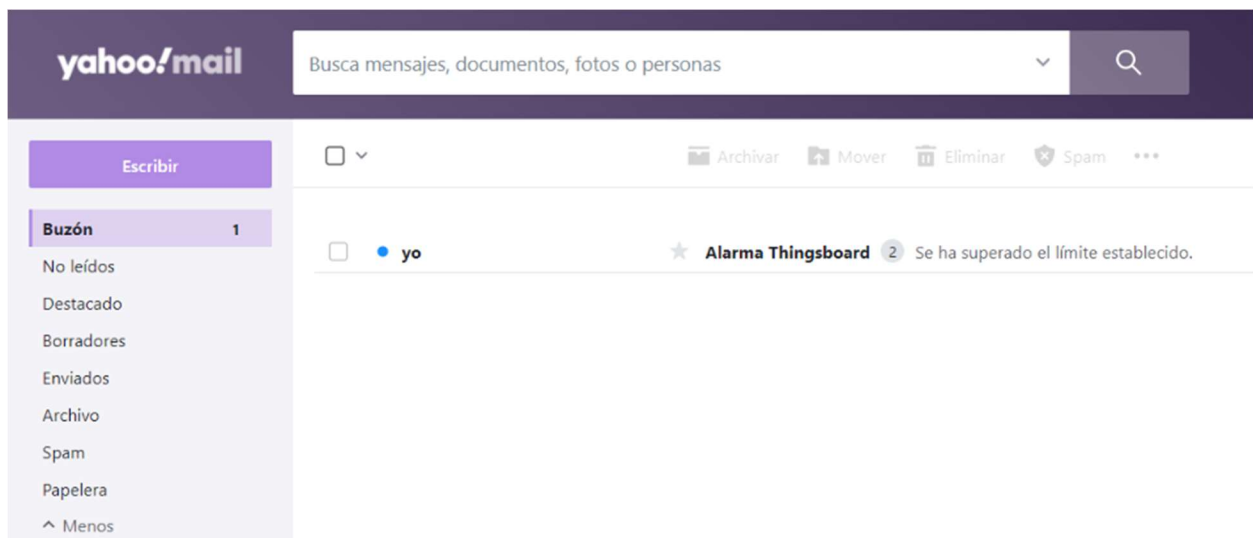 yahoo!mail
Busca mensajes, documentos, fotos o personas
Escribir
Archivar Mover Eliminar Spam
Buzón 1
No leídos
Destacado
Borradores
Enviados
Archivo
Spam
Papelera
Menos
yo Alarma Thingsboard 2 Se ha superado el límite establecido.